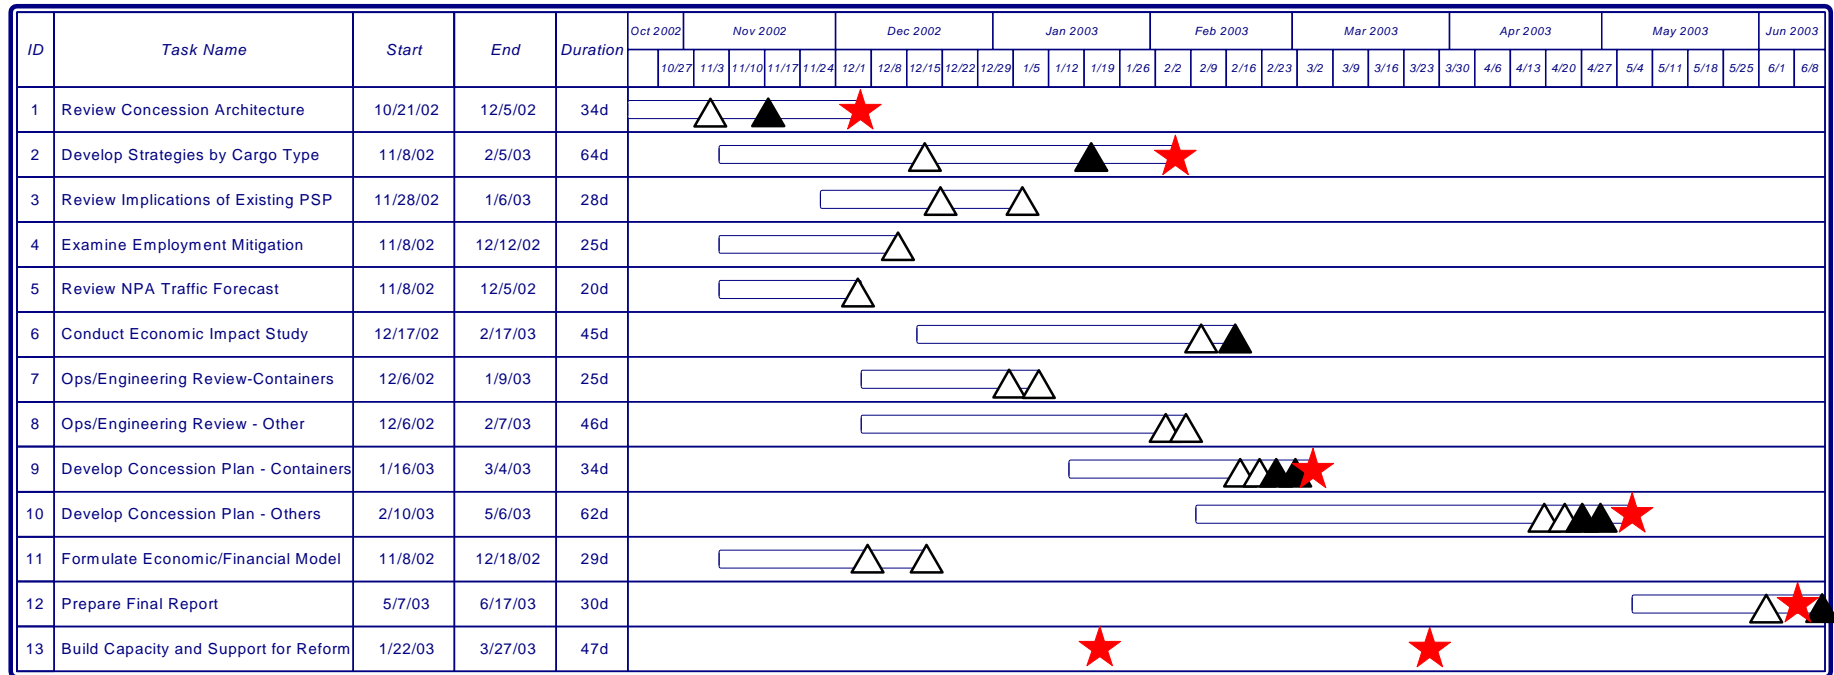 ID Task Name Start End Duration Oct 2002 Nov 2002 Dec 2002 Jan 2003 Feb 2003 Mar 2003 Apr 2003 May 2003 Jun 2003
10/27 11/3 11/10 11/17 11/24 12/1 12/8 12/15 12/22 12/29 1/5 1/12 1/19 1/26 2/2 2/9 2/16 2/23 3/2 3/9 3/16 3/23 3/30 4/6 4/13 4/20 4/27 5/4 5/11 5/18 5/25 6/1 6/8
1 Review Concession Architecture 10/21/02 12/5/02 34d
2 Develop Strategies by Cargo Type 11/8/02 2/5/03 64d
3 Review Implications of Existing PSP 11/28/02 1/6/03 28d
4 Examine Employment Mitigation 11/8/02 12/12/02 25d
5 Review NPA Traffic Forecast 11/8/02 12/5/02 20d
6 Conduct Economic Impact Study 12/17/02 2/17/03 45d
7 Ops/Engineering Review-Containers 12/6/02 1/9/03 25d
8 Ops/Engineering Review - Other 12/6/02 2/7/03 46d
9 Develop Concession Plan - Containers 1/16/03 3/4/03 34d
10 Develop Concession Plan - Others 2/10/03 5/6/03 62d
11 Formulate Economic/Financial Model 11/8/02 12/18/02 29d
12 Prepare Final Report 5/7/03 6/17/03 30d
13 Build Capacity and Support for Reform 1/22/03 3/27/03 47d